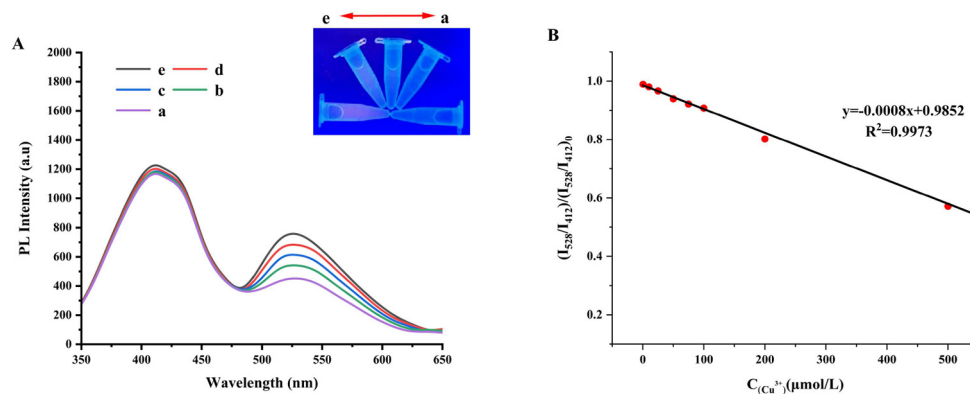 e a
A
B
2000
1800
1600
1400
1200
1000
800
600
400
200
0
e d
c b
a
PL Intensity (a.u)
350 400 450 500 550 600 650
Wavelength (nm)
1.0
0.8
0.6
0.4
0.2
0.0
y=-0.0008x+0.9852
R²=0.9973
(I₅₂₈/I₄₁₂)/(I₅₂₈/I₄₁₂)₀
0 100 200 300 400 500
C(Cu³⁺)(μmol/L)